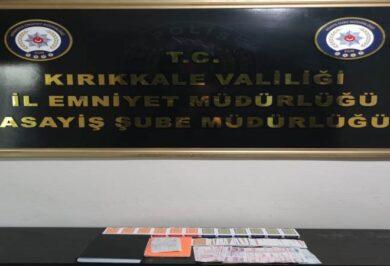 T.C.
KIRIKKALE VALİLİĞİ
İL EMNİYET MÜDÜRLÜĞÜ
ASAYİŞ ŞUBE MÜDÜRLÜĞÜ